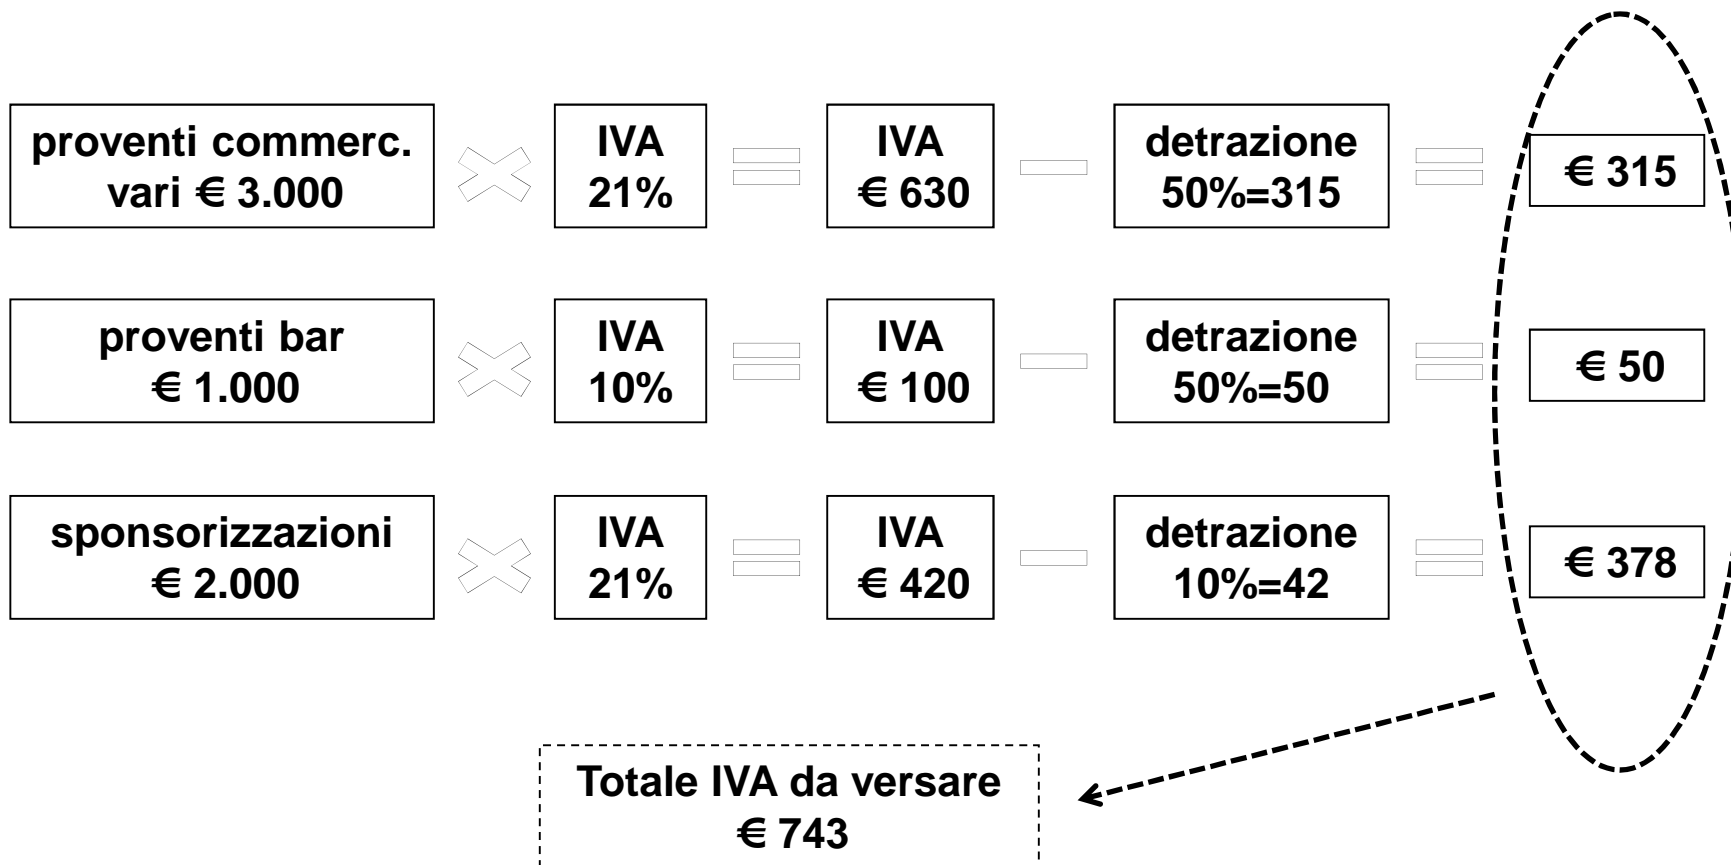 proventi commerc.
vari € 3.000
IVA
21%
IVA
€ 630
detrazione
50%=315
€ 315
proventi bar
€ 1.000
IVA
10%
IVA
€ 100
detrazione
50%=50
€ 50
sponsorizzazioni
€ 2.000
IVA
21%
IVA
€ 420
detrazione
10%=42
€ 378
Totale IVA da versare
€ 743